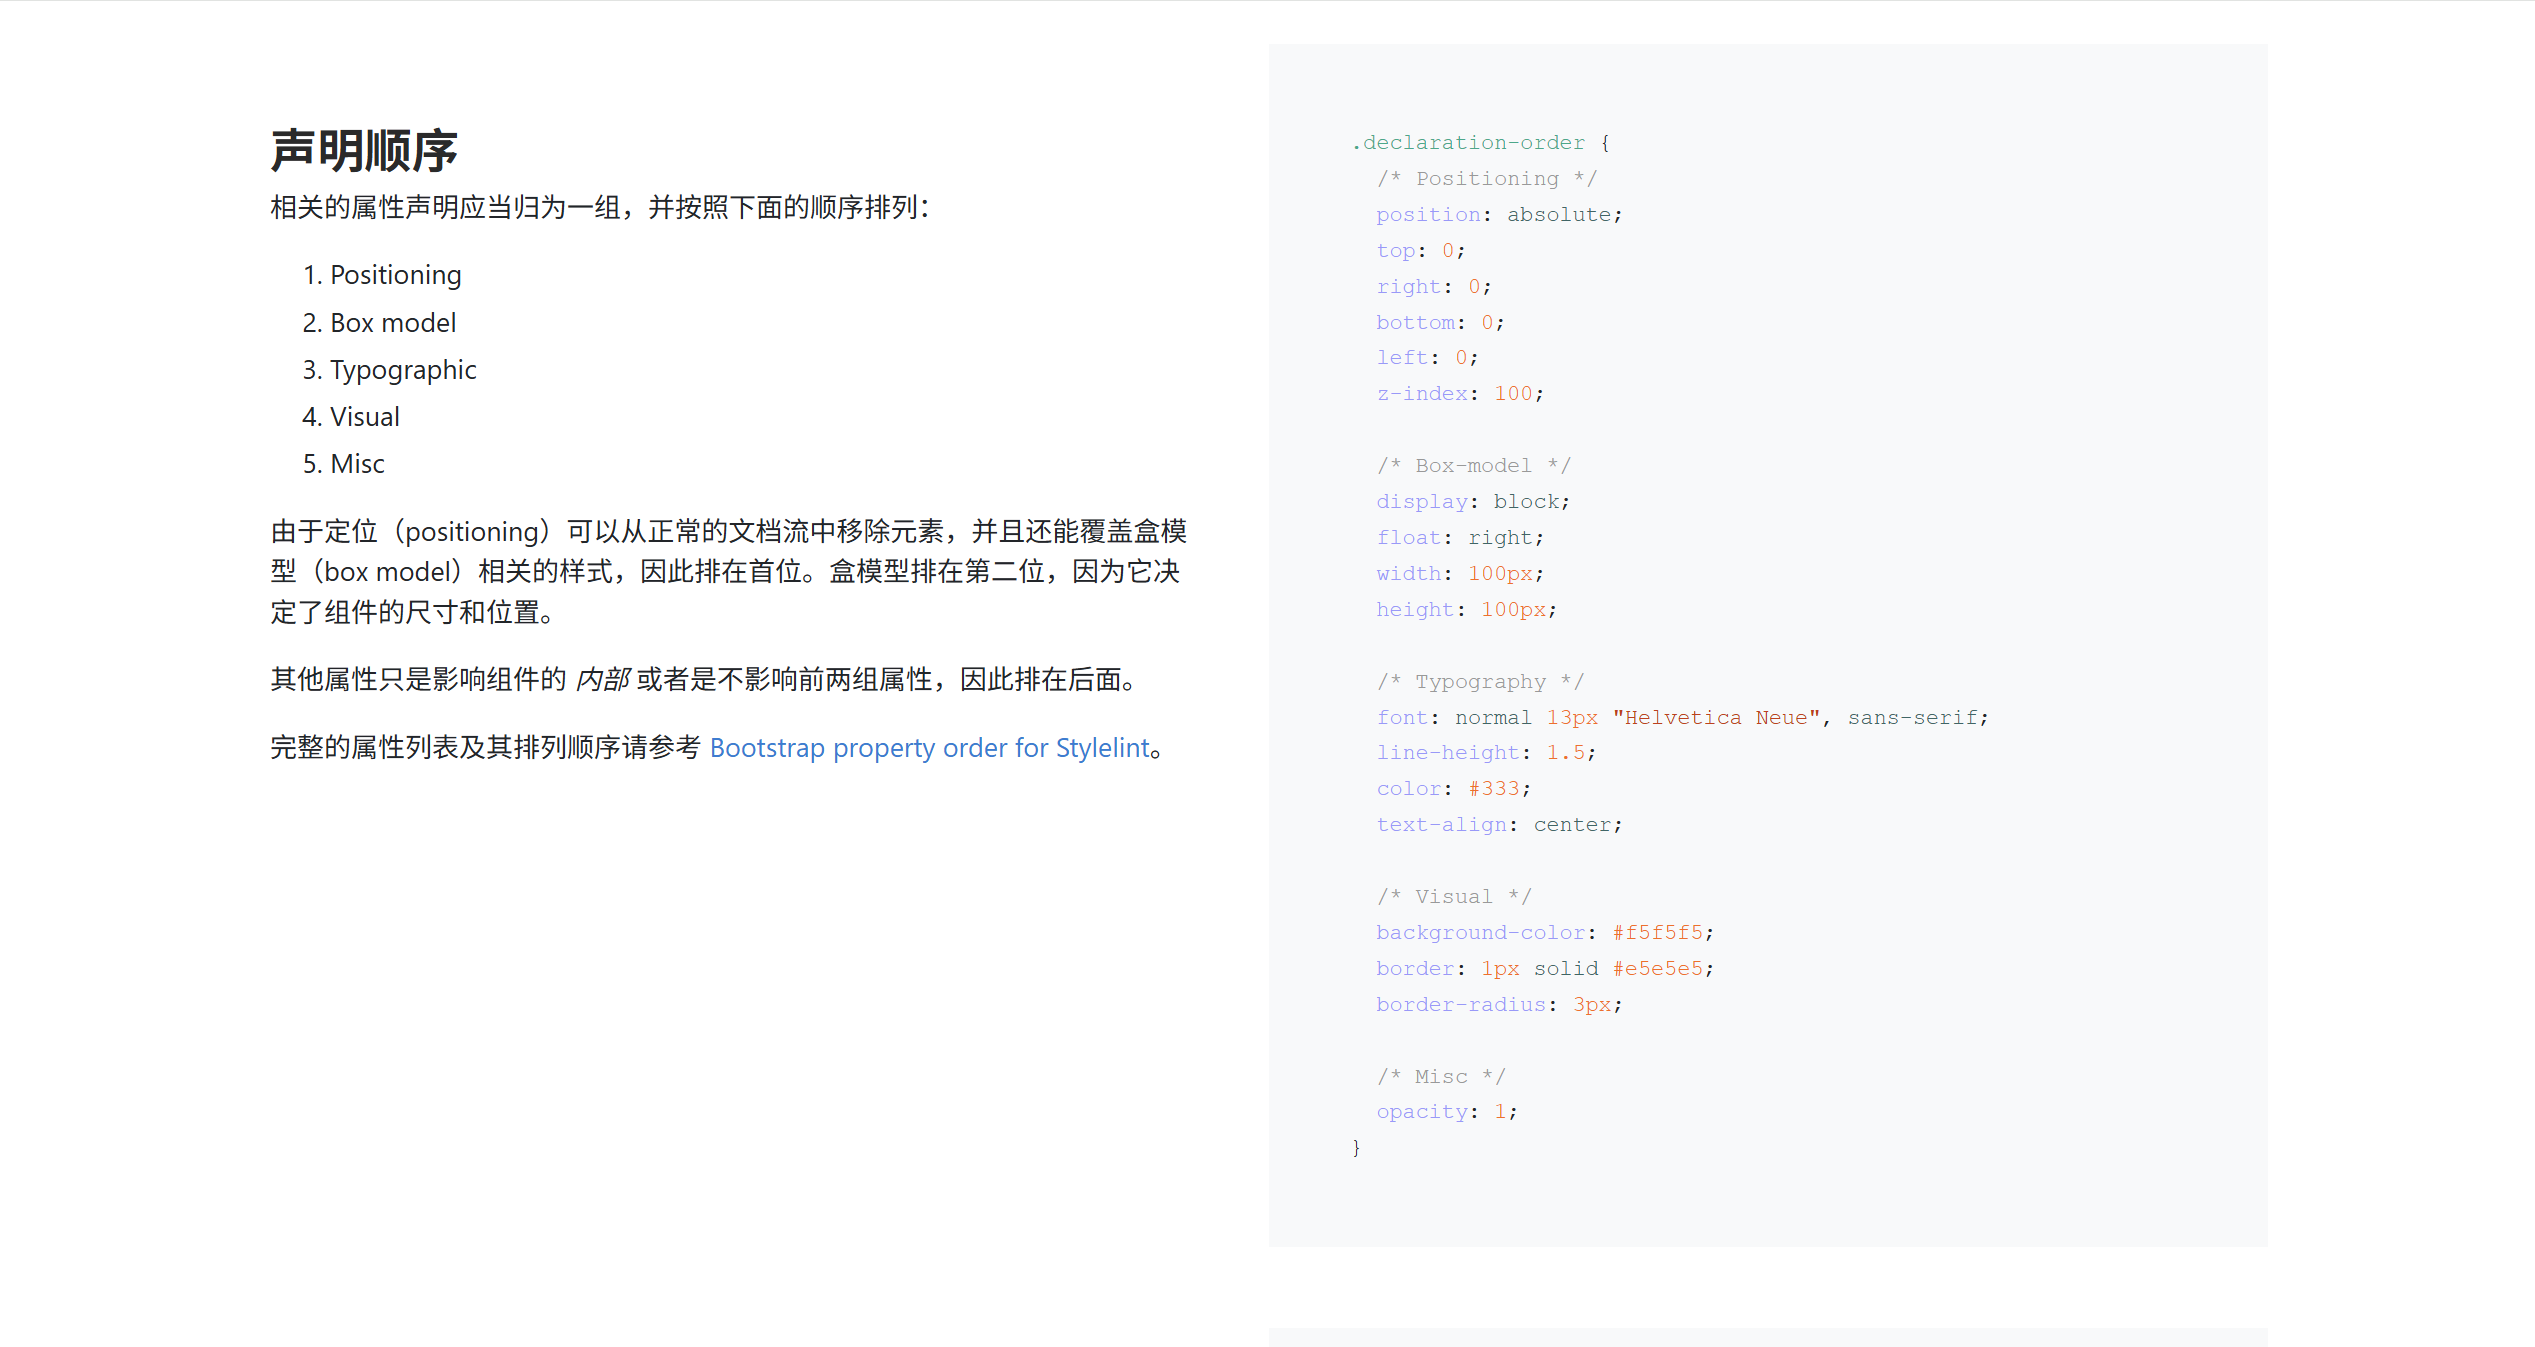 声明顺序
相关的属性声明应当归为一组，并按照下面的顺序排列：
1. Positioning
2. Box model
3. Typographic
4. Visual
5. Misc
由于定位（positioning）可以从正常的文档流中移除元素，并且还能覆盖盒模
型（box model）相关的样式，因此排在首位。盒模型排在第二位，因为它决
定了组件的尺寸和位置。
其他属性只是影响组件的 内部 或者是不影响前两组属性，因此排在后面。
完整的属性列表及其排列顺序请参考 Bootstrap property order for Stylelint。
.declaration-order {
  /* Positioning */
  position: absolute;
  top: 0;
  right: 0;
  bottom: 0;
  left: 0;
  z-index: 100;

  /* Box-model */
  display: block;
  float: right;
  width: 100px;
  height: 100px;

  /* Typography */
  font: normal 13px "Helvetica Neue", sans-serif;
  line-height: 1.5;
  color: #333;
  text-align: center;

  /* Visual */
  background-color: #f5f5f5;
  border: 1px solid #e5e5e5;
  border-radius: 3px;

  /* Misc */
  opacity: 1;
}